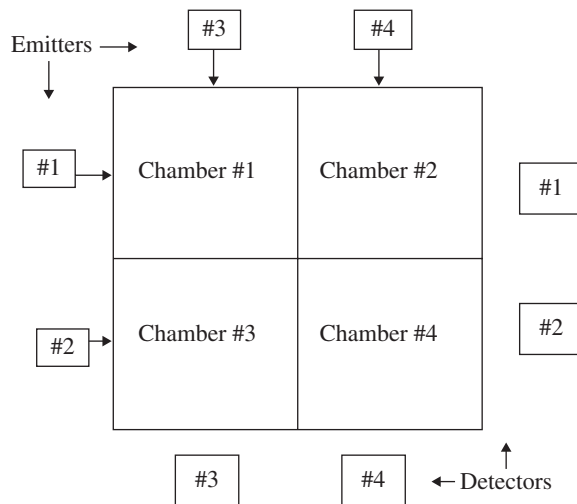 #3
#4
Emitters
#1
Chamber #1
Chamber #2
#1
#2
Chamber #3
Chamber #4
#2
#3
#4
Detectors